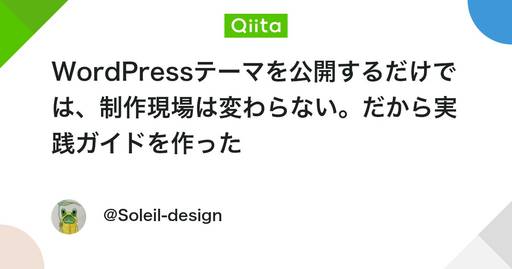 Qiita
WordPressテーマを公開するだけで
は、制作現場は変わらない。だから実
践ガイドを作った
@Soleil-design